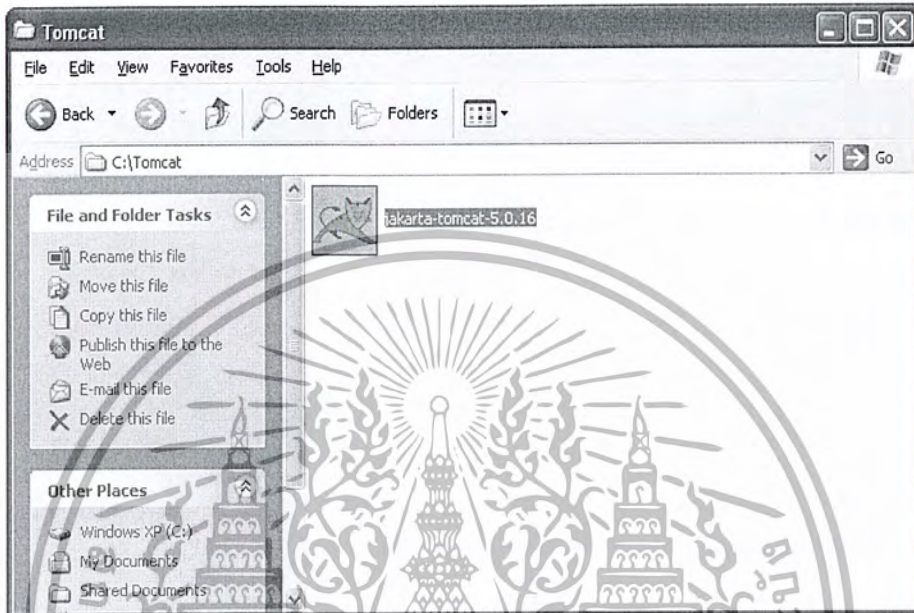 Tomcat
File Edit View Favorites Tools Help
Back Search Folders
Address C:\Tomcat Go
File and Folder Tasks
jakarta-tomcat-5.0.16
Rename this file
Move this file
Copy this file
Publish this file to the
Web
E-mail this file
Delete this file
Other Places
Windows XP (C:)
My Documents
Shared Documents